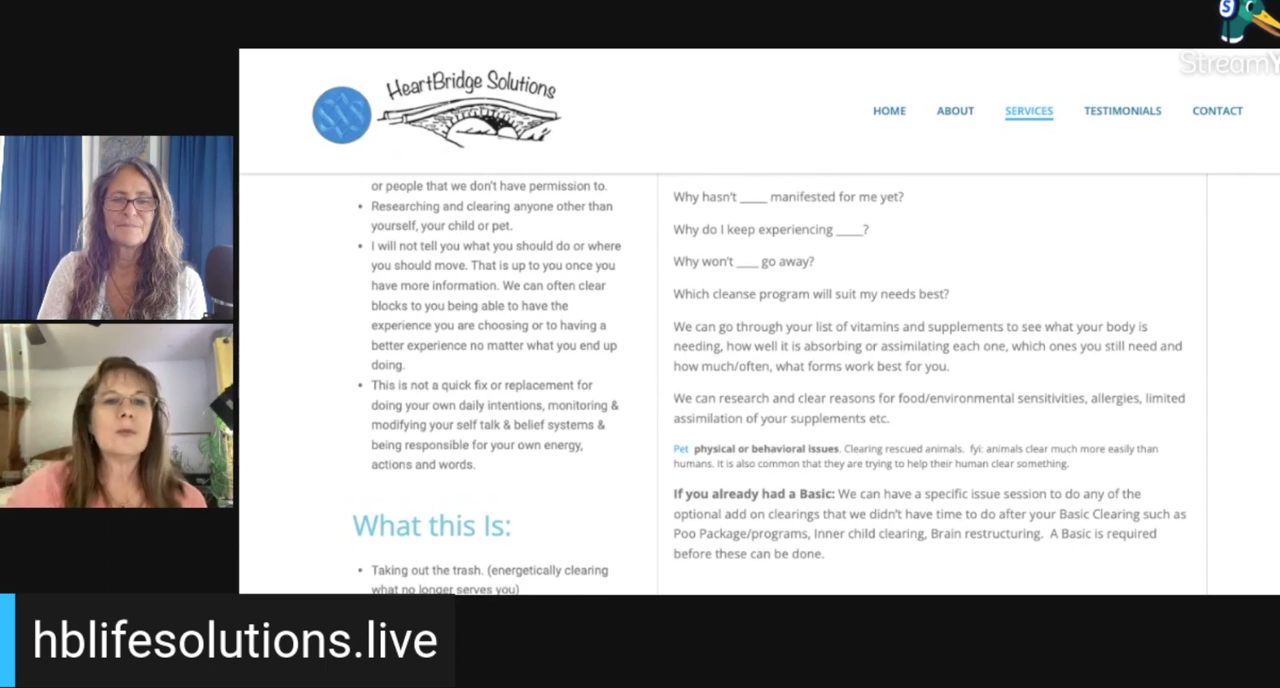 S
StreamY
HeartBridge Solutions
HOME ABOUT SERVICES TESTIMONIALS CONTACT
or people that we don't have permission to.
• Researching and clearing anyone other than
yourself, your child or pet.
• I will not tell you what you should do or where
you should move. That is up to you once you
have more information. We can often clear
blocks to you being able to have the
experience you are choosing or to having a
better experience no matter what you end up
doing.
• This is not a quick fix or replacement for
doing your own daily intentions, monitoring &
modifying your self talk & belief systems &
being responsible for your own energy,
actions and words.
What this Is:
• Taking out the trash. (energetically clearing
what no longer serves you)
Why hasn't _____ manifested for me yet?
Why do I keep experiencing _____?
Why won't ____ go away?
Which cleanse program will suit my needs best?
We can go through your list of vitamins and supplements to see what your body is
needing, how well it is absorbing or assimilating each one, which ones you still need and
how much/often, what forms work best for you.
We can research and clear reasons for food/environmental sensitivities, allergies, limited
assimilation of your supplements etc.
Pet physical or behavioral issues. Clearing rescued animals. fyi: animals clear much more easily than
humans. It is also common that they are trying to help their human clear something.
If you already had a Basic: We can have a specific issue session to do any of the
optional add on clearings that we didn't have time to do after your Basic Clearing such as
Poo Package/programs, Inner child clearing, Brain restructuring. A Basic is required
before these can be done.
hblifesolutions.live